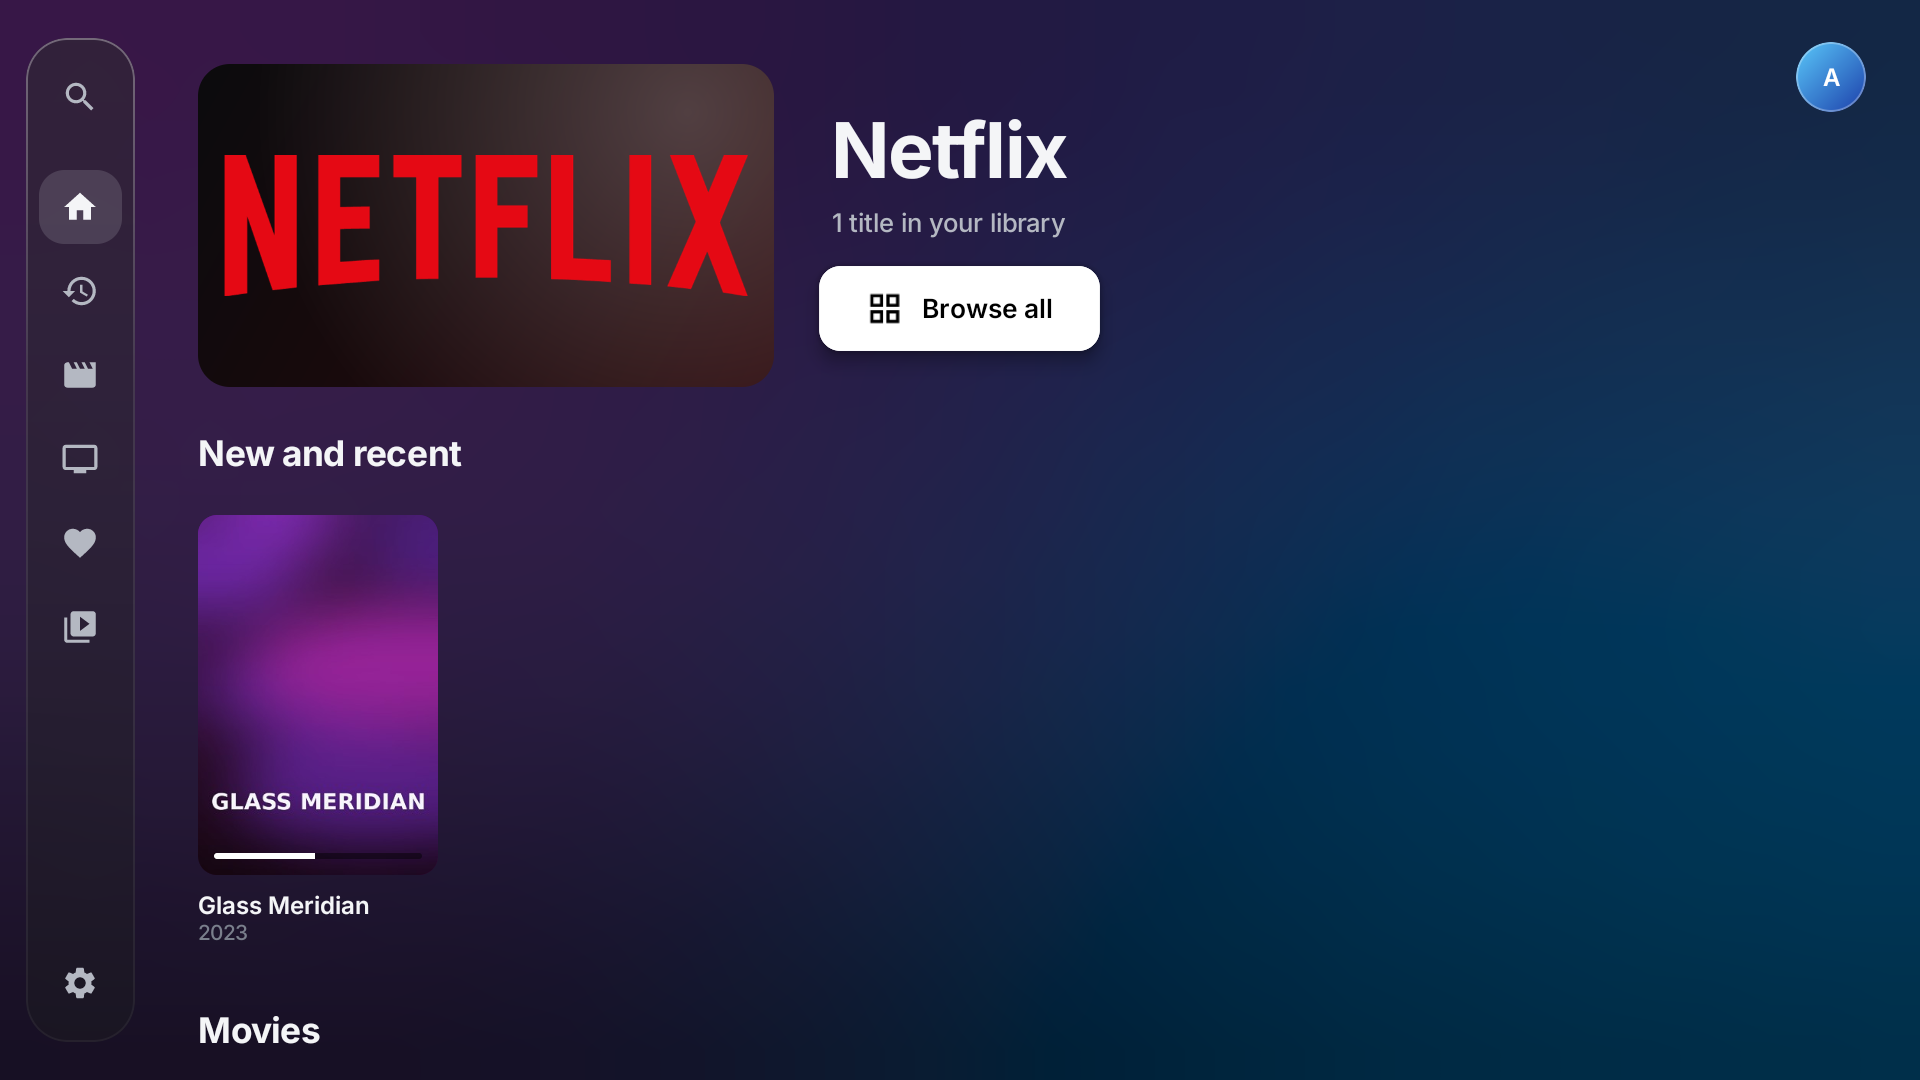 A
NETFLIX
Netflix
1 title in your library
Browse all
New and recent
GLASS MERIDIAN
Glass Meridian
2023
Movies